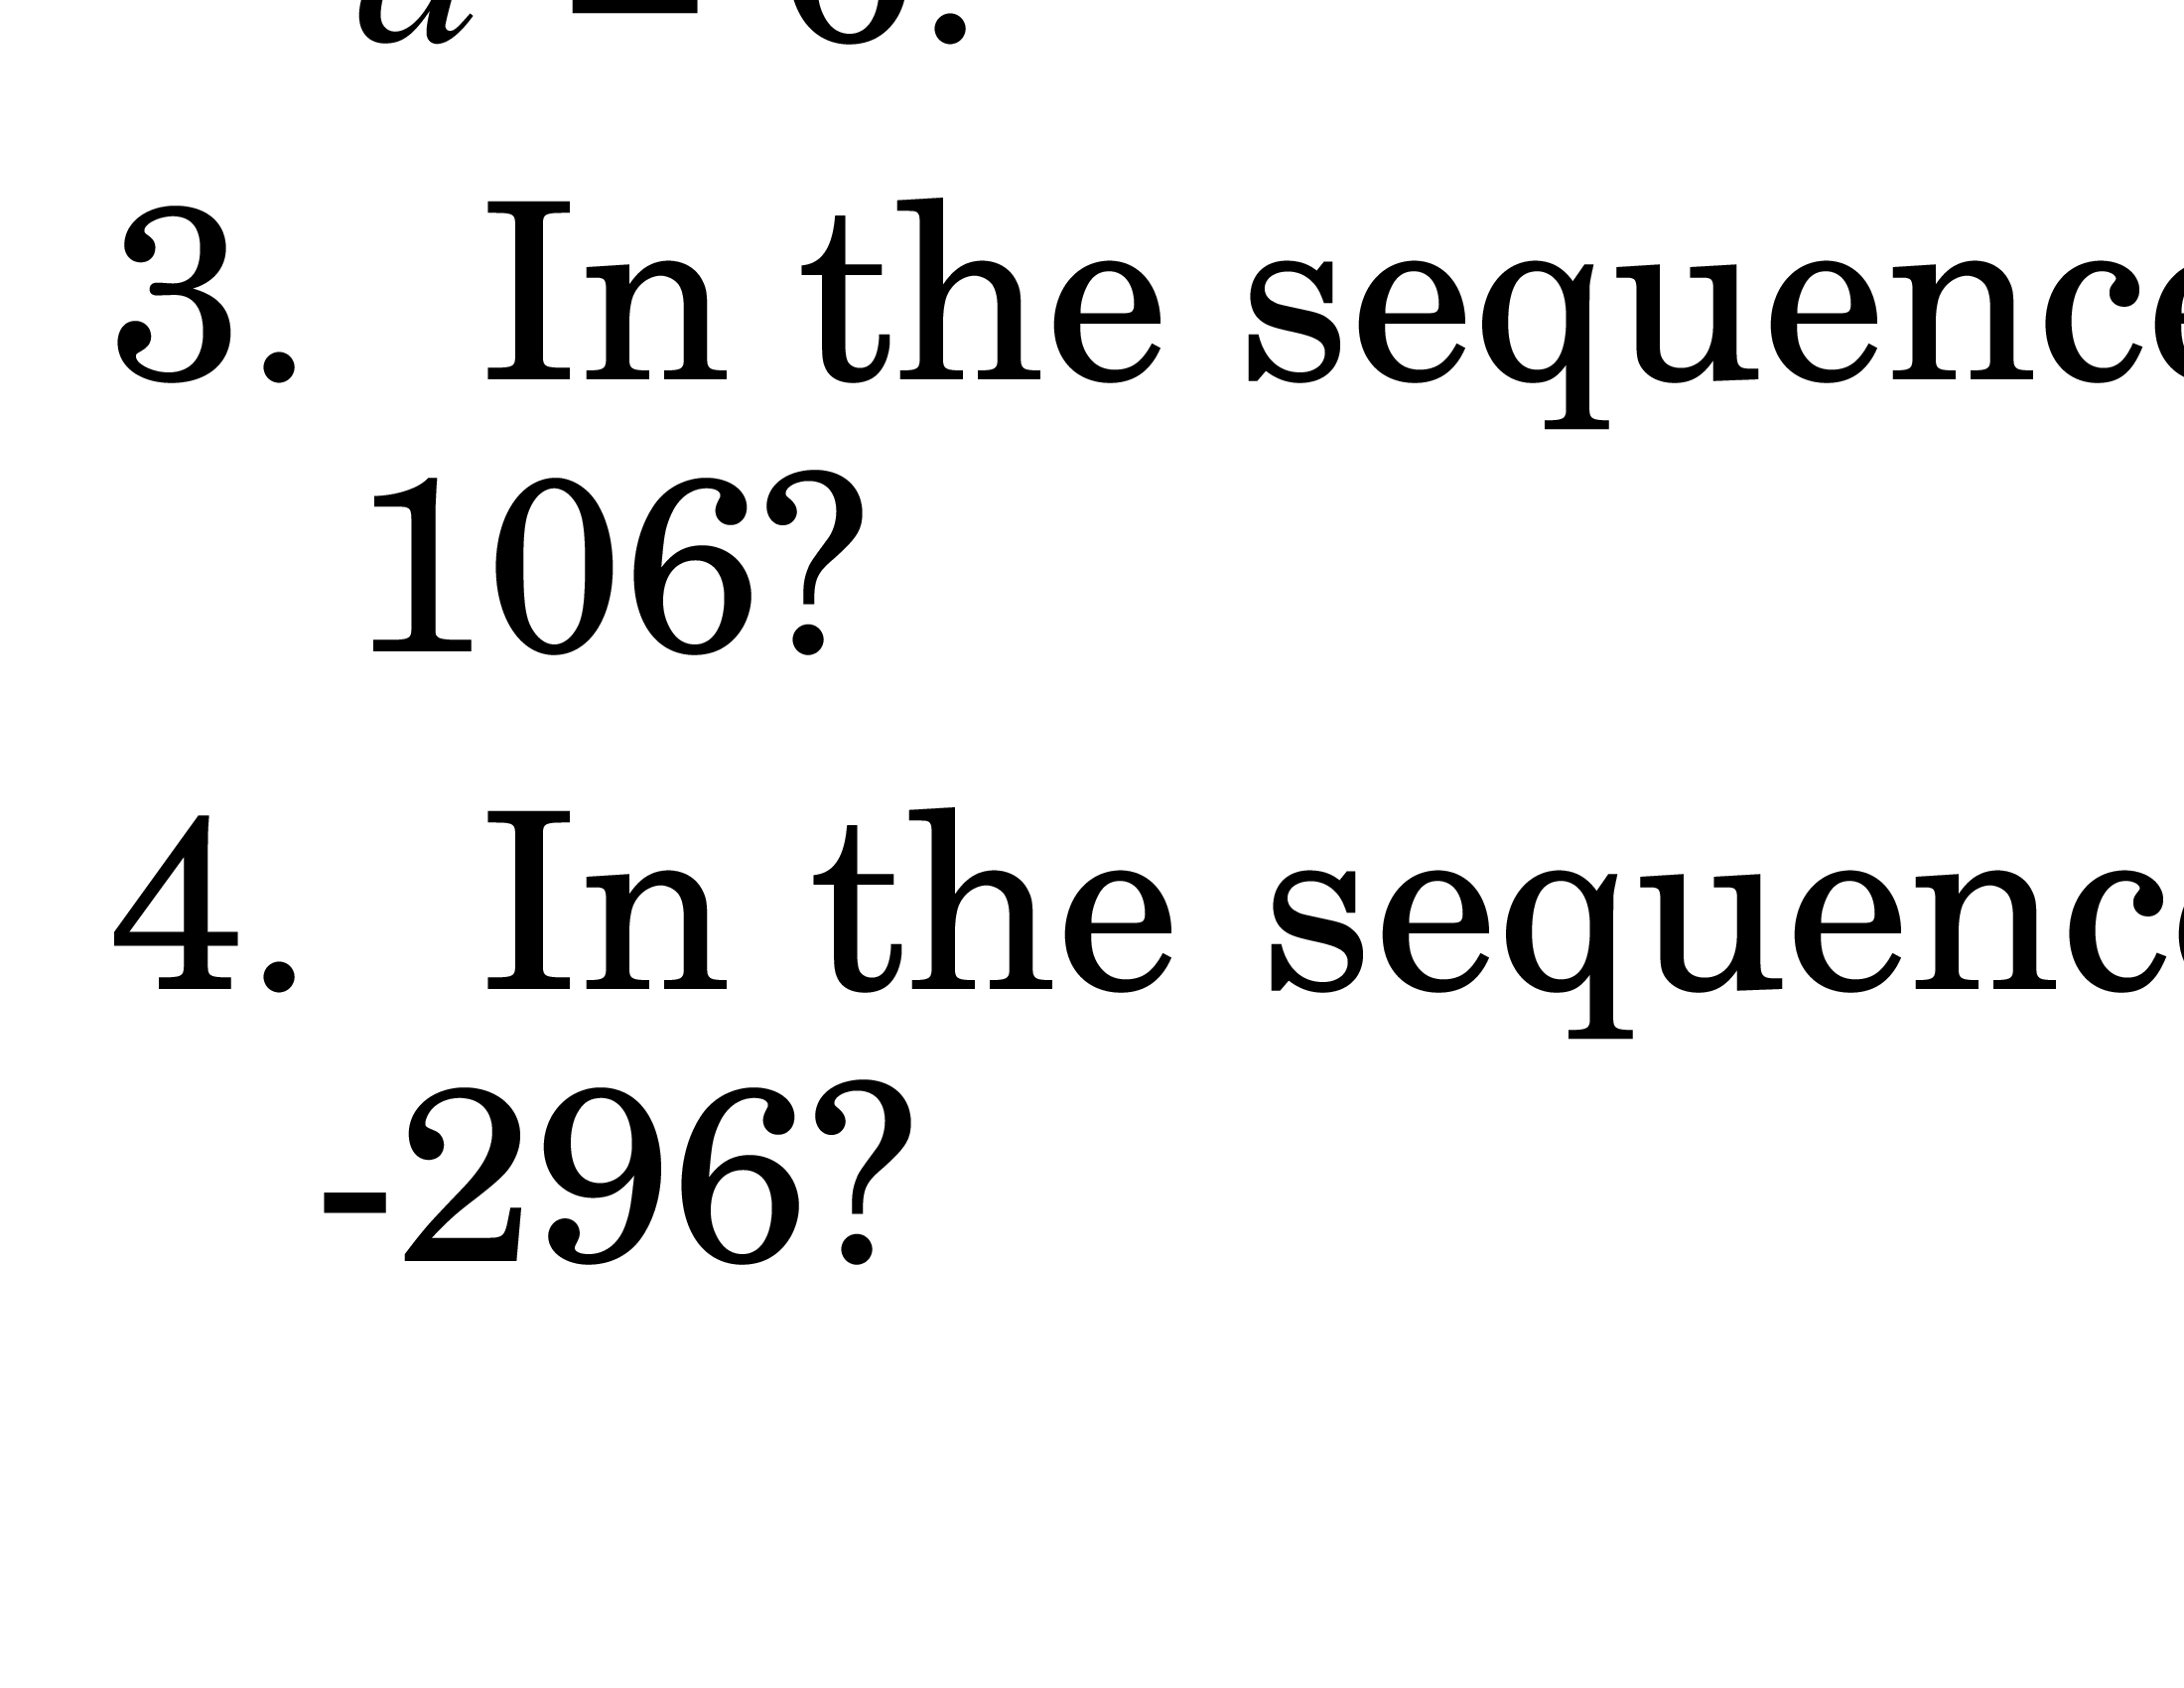 3. In the sequence
106?
4. In the sequence
-296?